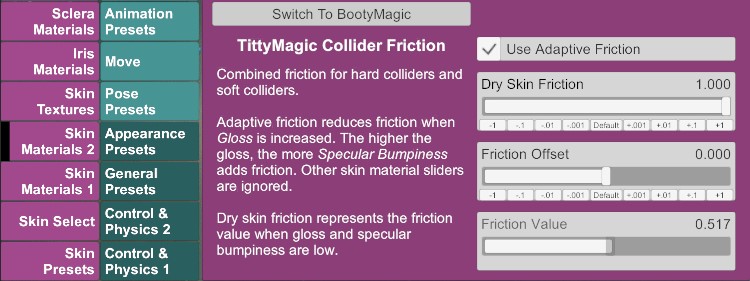 Sclera
Materials
Animation
Presets
Iris
Materials
Move
Skin
Textures
Pose
Presets
Skin
Materials 2
Appearance
Presets
Skin
Materials 1
General
Presets
Skin Select
Control &
Physics 2
Skin
Presets
Control &
Physics 1
Switch To BootyMagic
TittyMagic Collider Friction
Combined friction for hard colliders and
soft colliders.
Adaptive friction reduces friction when
Gloss is increased. The higher the
gloss, the more Specular Bumpiness
adds friction. Other skin material sliders
are ignored.
Dry skin friction represents the friction
value when gloss and specular
bumpiness are low.
Use Adaptive Friction
Dry Skin Friction 1.000
-1 -.1 -.01 -.001 Default +.001 +.01 +.1 +1
Friction Offset 0.000
-1 -.1 -.01 -.001 Default +.001 +.01 +.1 +1
Friction Value 0.517